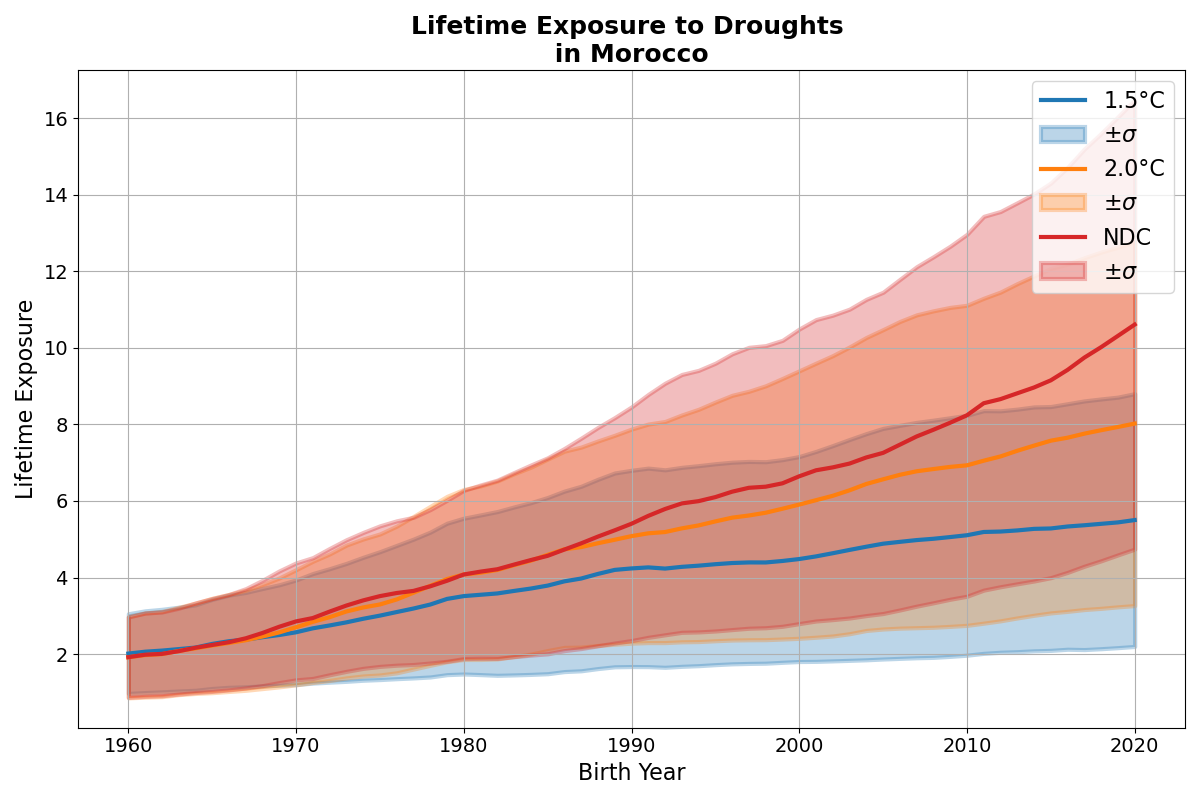 Lifetime Exposure to Droughts
in Morocco
1.5°C
±σ
2.0°C
±σ
NDC
±σ
16
14
12
10
8
6
4
2
Lifetime Exposure
1960 1970 1980 1990 2000 2010 2020
Birth Year